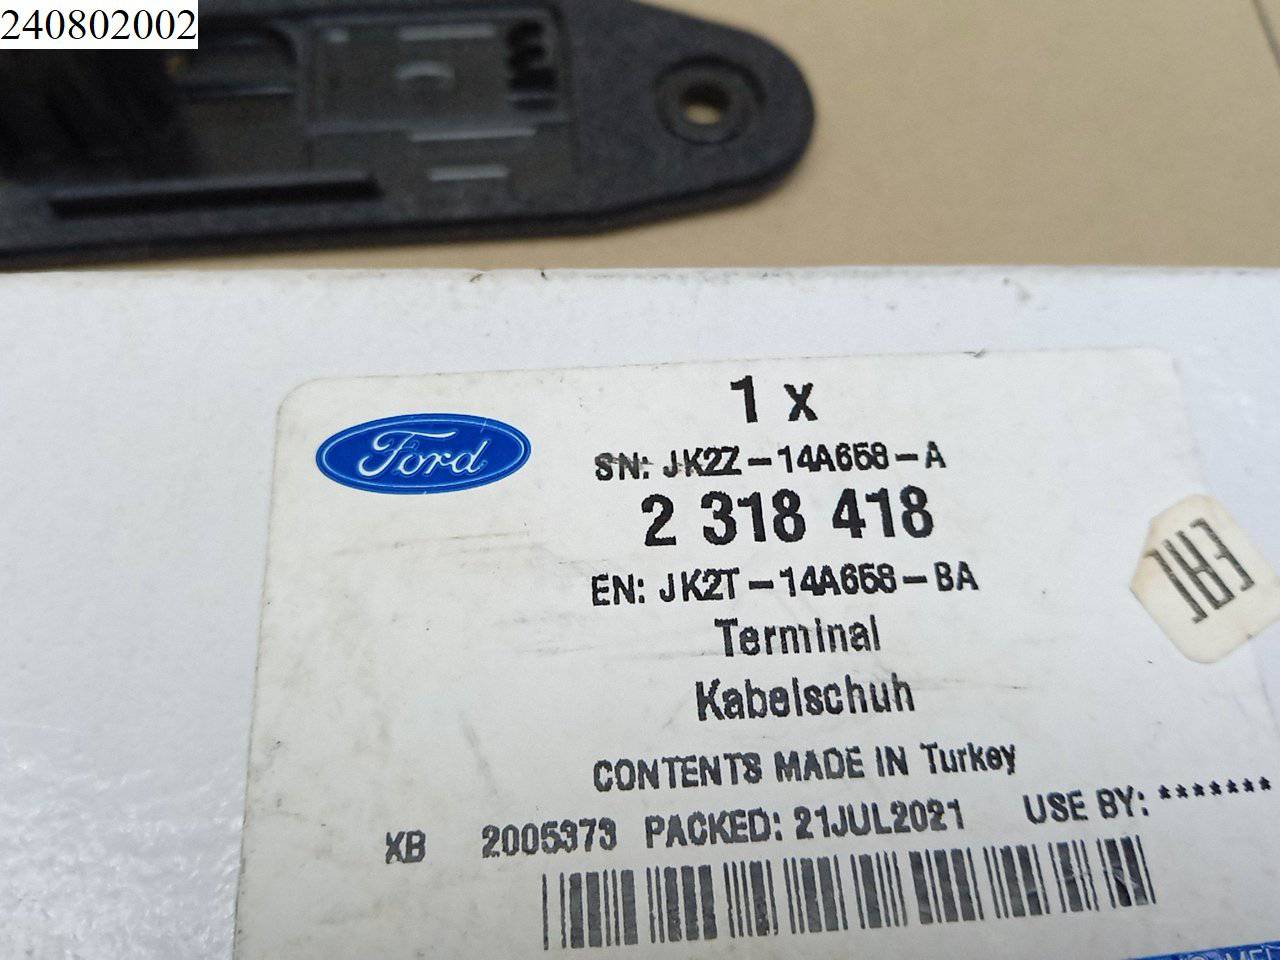 240802002
Ford
1 x
SN: JK2Z-14A658-A
2 318 418
EN: JK2T-14A658-BA
Terminal
Kabelschuh
CONTENTS MADE IN Turkey
XB 2005373 PACKED: 21JUL2021 USE BY: *******